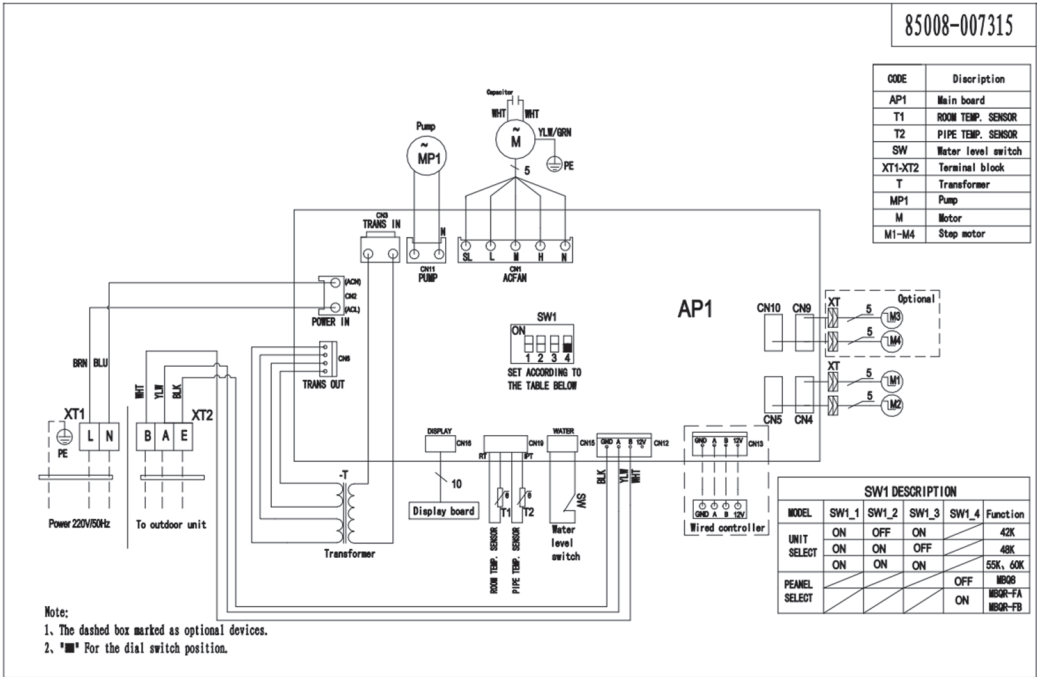 85008-007315
CODE Discription
AP1 Main board
T1 ROOM TEMP. SENSOR
T2 PIPE TEMP. SENSOR
SW Water level switch
XT1-XT2 Terminal block
T Transformer
MP1 Pump
M Motor
M1-M4 Step motor
Capacitor
WHT WHT
~
M
YLW/GRN
PE
5
Pump
~
MP1
N
CN11
PUMP
CN3
TRANS IN
SL L M H N
CN1
ACFAN
(ACN)
CN2
(ACL)
POWER IN
CN6
TRANS OUT
AP1
SW1
ON
1 2 3 4
SET ACCORDING TO
THE TABLE BELOW
CN10 CN9 XT 5 M3
Optional
5 M4
XT 5 M1
5 M2
CN5 CN4
BRN BLU
WHT YLW BLK
XT1 XT2
PE L N B A E
Power 220V/50Hz To outdoor unit
T
Transformer
DISPLAY
CN16
10
Display board
CN19
RT IPT
T1 T2
ROOM TEMP. SENSOR
PIPE TEMP. SENSOR
WATER
CN15
SW
Water
level
switch
GND A B 12V CN12
BLK YLW WHT
GND A B 12V CN13
GND A B 12V
Wired controller
SW1 DESCRIPTION
MODEL SW1_1 SW1_2 SW1_3 SW1_4 Function
UNIT SELECT
ON OFF ON 42K
ON ON OFF 48K
ON ON ON 55K、60K
PEANEL SELECT
OFF MBQ6
ON MBQR-FA
MBQR-FB
Note:
1、The dashed box marked as optional devices.
2、"■" For the dial switch position.